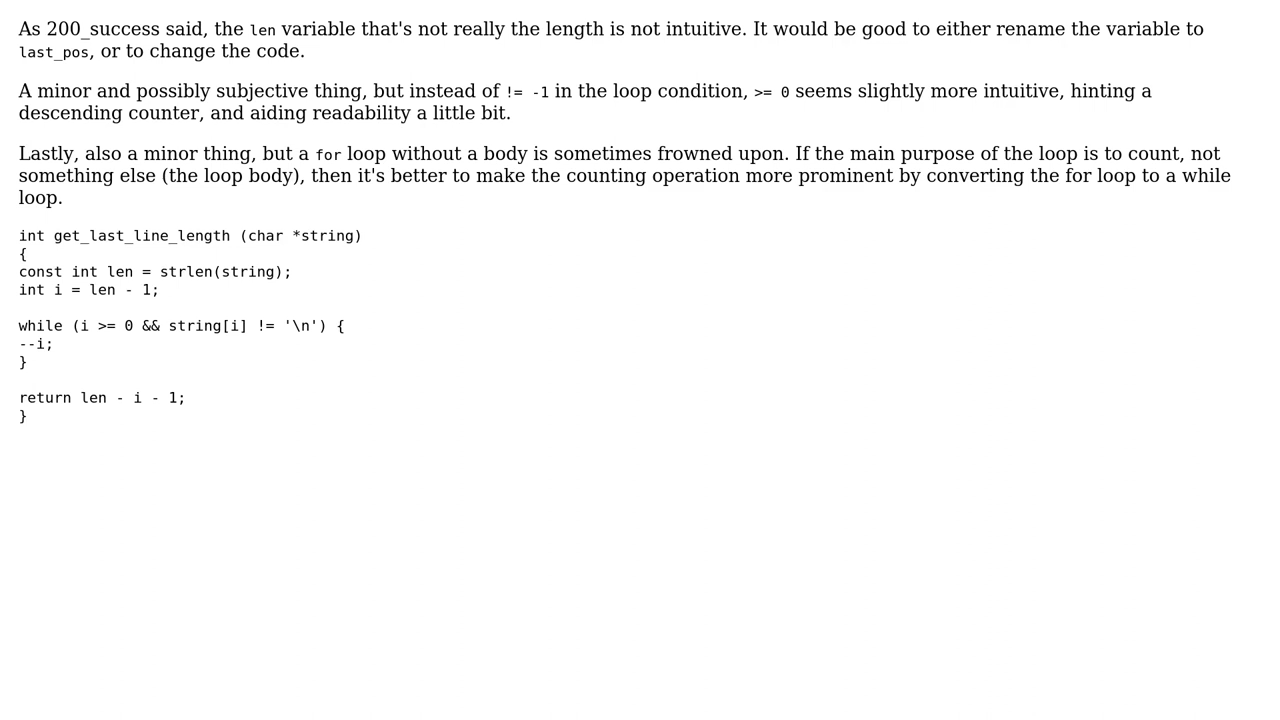 As 200_success said, the len variable that's not really the length is not intuitive. It would be good to either rename the variable to
last_pos, or to change the code.
A minor and possibly subjective thing, but instead of != -1 in the loop condition, >= 0 seems slightly more intuitive, hinting a
descending counter, and aiding readability a little bit.
Lastly, also a minor thing, but a for loop without a body is sometimes frowned upon. If the main purpose of the loop is to count, not
something else (the loop body), then it's better to make the counting operation more prominent by converting the for loop to a while
loop.
int get_last_line_length (char *string)
{
const int len = strlen(string);
int i = len - 1;
while (i >= 0 && string[i] != '\n') {
--i;
}
return len - i - 1;
}